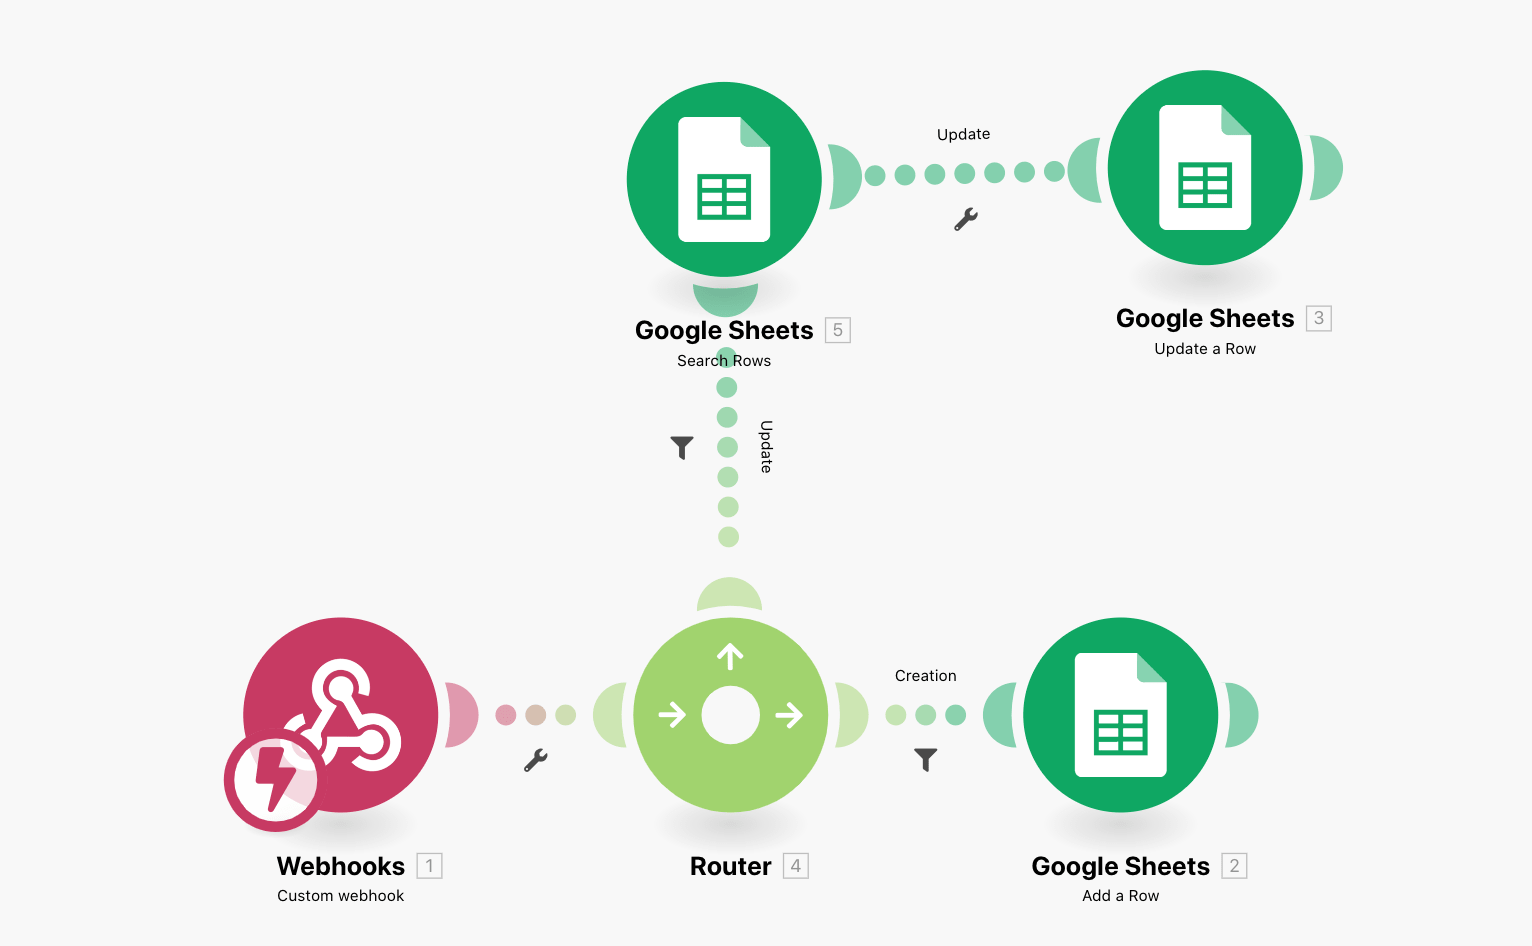 Update
Google Sheets 5
Search Rows
Google Sheets 3
Update a Row
Update
Creation
Webhooks 1
Custom webhook
Router 4
Google Sheets 2
Add a Row